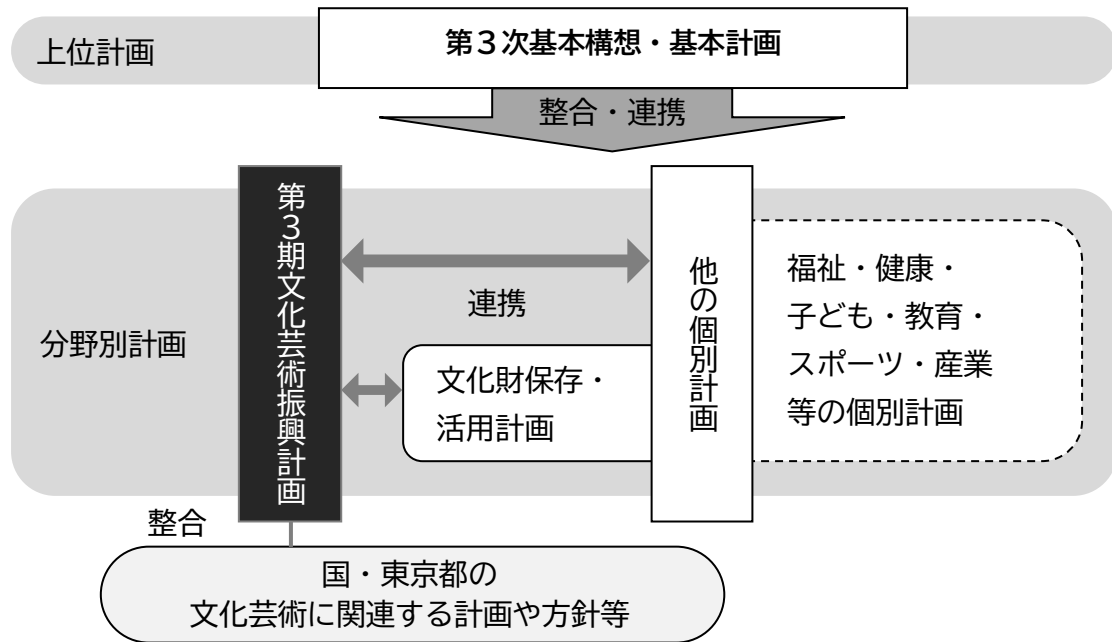 上位計画
第３次基本構想・基本計画
整合・連携
分野別計画
第３期文化芸術振興計画
連携
文化財保存・
活用計画
他の個別計画
福祉・健康・
子ども・教育・
スポーツ・産業
等の個別計画
整合
国・東京都の
文化芸術に関連する計画や方針等